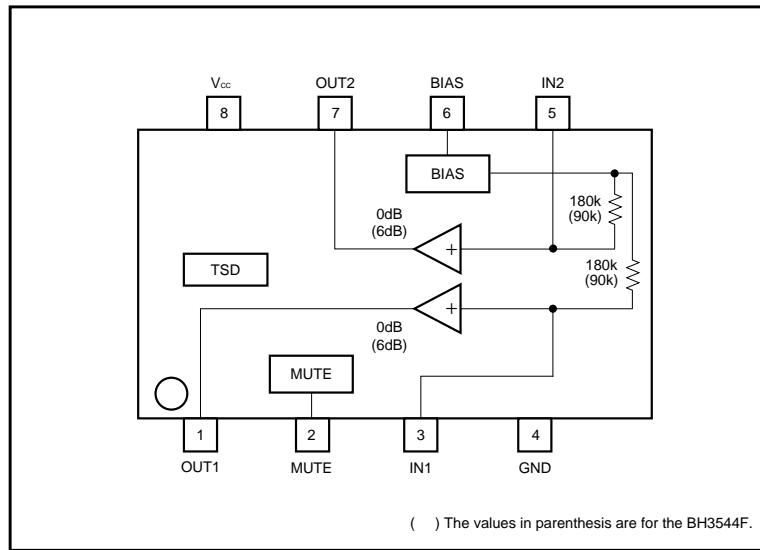 Vcc OUT2 BIAS IN2
8 7 6 5
BIAS
180k
(90k)
0dB
(6dB)
+
180k
(90k)
TSD
+
0dB
(6dB)
MUTE
1 2 3 4
OUT1 MUTE IN1 GND
( ) The values in parenthesis are for the BH3544F.